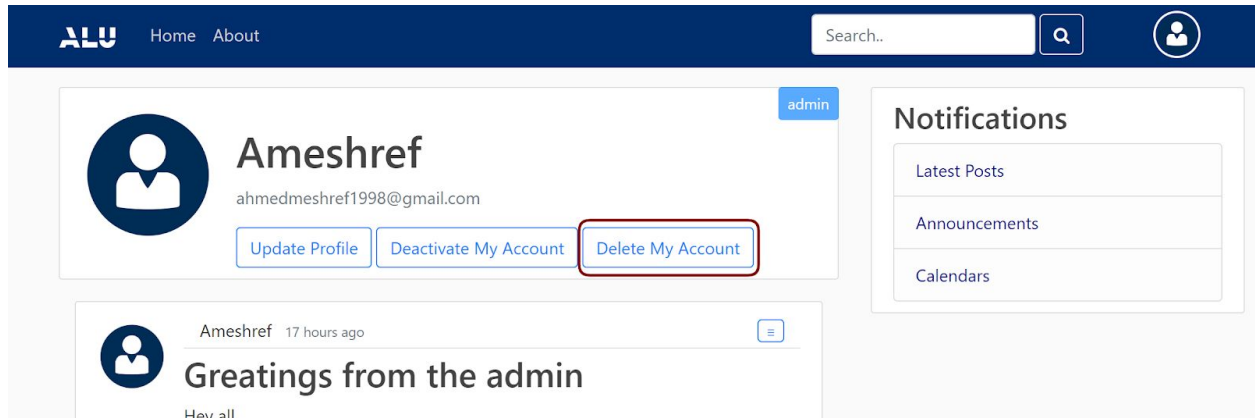 ALU Home About Search..
admin
Ameshref
ahmedmeshref1998@gmail.com
Update Profile Deactivate My Account Delete My Account
Notifications
Latest Posts
Announcements
Calendars
Ameshref 17 hours ago
Greatings from the admin
Hey all